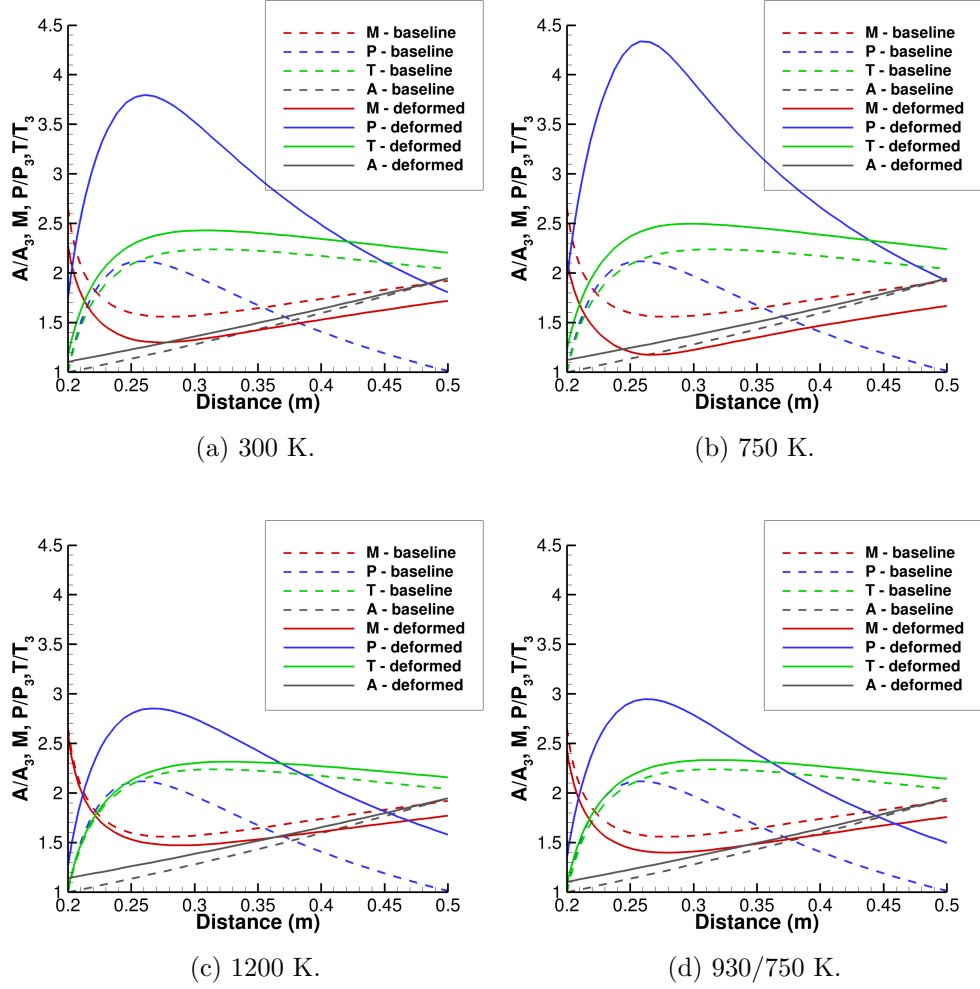 4.5
4
3.5
3
2.5
2
1.5
1
A/A3, M, P/P3,T/T3
0.2 0.25 0.3 0.35 0.4 0.45 0.5
Distance (m)
M - baseline
P - baseline
T - baseline
A - baseline
M - deformed
P - deformed
T - deformed
A - deformed
(a) 300 K.
4.5
4
3.5
3
2.5
2
1.5
1
A/A3, M, P/P3,T/T3
0.2 0.25 0.3 0.35 0.4 0.45 0.5
Distance (m)
M - baseline
P - baseline
T - baseline
A - baseline
M - deformed
P - deformed
T - deformed
A - deformed
(b) 750 K.
4.5
4
3.5
3
2.5
2
1.5
1
A/A3, M, P/P3,T/T3
0.2 0.25 0.3 0.35 0.4 0.45 0.5
Distance (m)
M - baseline
P - baseline
T - baseline
A - baseline
M - deformed
P - deformed
T - deformed
A - deformed
(c) 1200 K.
4.5
4
3.5
3
2.5
2
1.5
1
A/A3, M, P/P3,T/T3
0.2 0.25 0.3 0.35 0.4 0.45 0.5
Distance (m)
M - baseline
P - baseline
T - baseline
A - baseline
M - deformed
P - deformed
T - deformed
A - deformed
(d) 930/750 K.